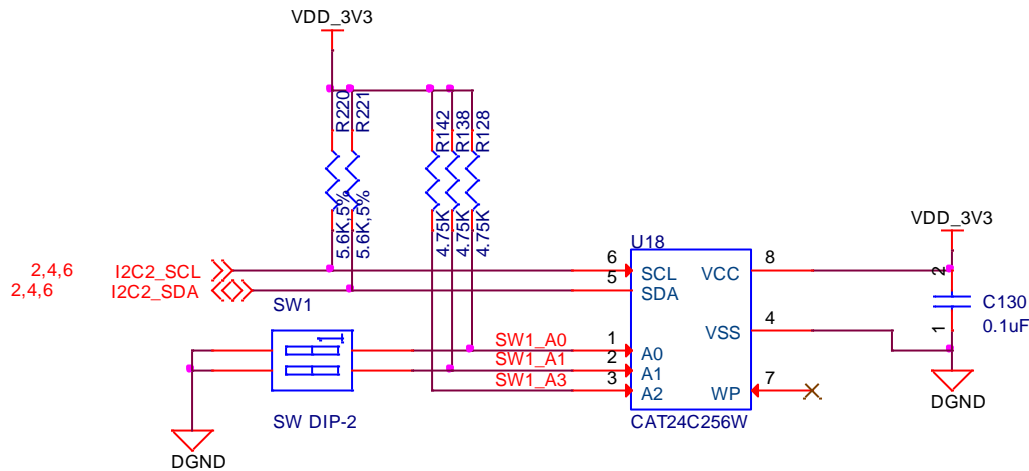 VDD_3V3
R220
R221
R142
R138
R128
5.6K,5%
5.6K,5%
4.75K
4.75K
4.75K
VDD_3V3
U18
2,4,6 I2C2_SCL 6 SCL VCC 8 2
2,4,6 I2C2_SDA 5 SDA
SW1
C130
0.1uF
4 VSS 1
1 SW1_A0 1 A0
SW1_A1 2 A1
SW1_A3 3 A2 WP 7
DGND
SW DIP-2
CAT24C256W
DGND